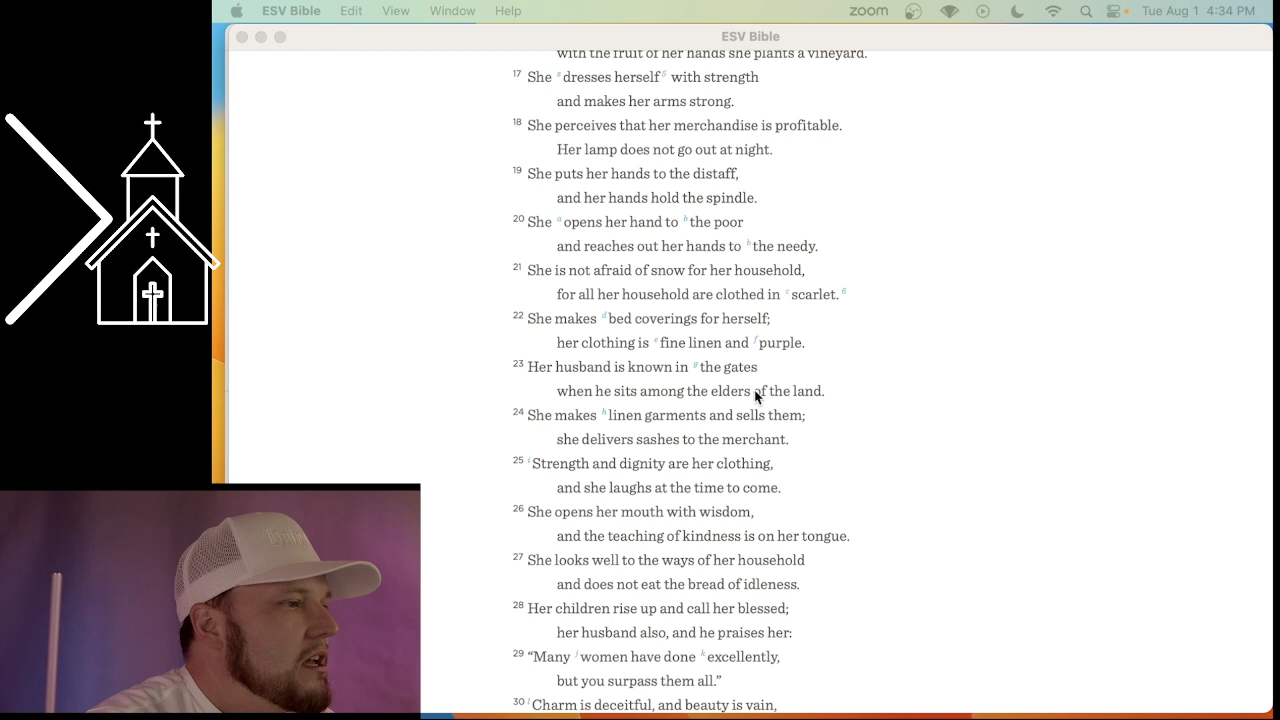 ESV Bible Edit View Window Help zoom Tue Aug 1 4:34 PM
ESV Bible
with the fruit of her hands she plants a vineyard.
17 She z dresses herself 5 with strength
and makes her arms strong.
18 She perceives that her merchandise is profitable.
Her lamp does not go out at night.
19 She puts her hands to the distaff,
and her hands hold the spindle.
20 She a opens her hand to b the poor
and reaches out her hands to b the needy.
21 She is not afraid of snow for her household,
for all her household are clothed in c scarlet. 6
22 She makes d bed coverings for herself;
her clothing is e fine linen and f purple.
23 Her husband is known in g the gates
when he sits among the elders of the land.
24 She makes h linen garments and sells them;
she delivers sashes to the merchant.
25 i Strength and dignity are her clothing,
and she laughs at the time to come.
26 She opens her mouth with wisdom,
and the teaching of kindness is on her tongue.
27 She looks well to the ways of her household
and does not eat the bread of idleness.
28 Her children rise up and call her blessed;
her husband also, and he praises her:
29 “Many j women have done k excellently,
but you surpass them all.”
30 l Charm is deceitful, and beauty is vain,